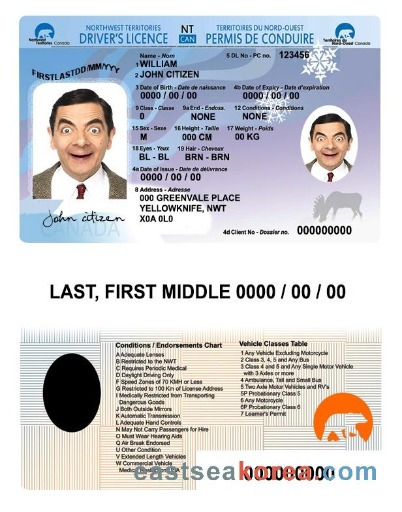 NORTHWEST TERRITORIES
DRIVER'S LICENCE
NT
CAN
TERRITOIRES DU NORD-OUEST
PERMIS DE CONDUIRE
Northwest
Territories Canada
Territoires du
Nord-Ouest Canada
FIRSTLASTDD/MM/YYY
Name - Nom
5 DL No - PC no. 123456
1 WILLIAM
2 JOHN CITIZEN
3 Date of Birth - Date de naissance
0000 / 00 / 00
4b Date of Expiry - Date d'expiration
0000 / 00 / 00
9 Class - Classe
0
9a End - Endoss.
NONE
12 Conditions - Conditions
NONE
15 Sex - Sexe
M
16 Height - Taille
000 CM
17 Weight - Poids
00 KG
18 Eyes - Yeux
BL - BL
19 Hair - Cheveux
BRN - BRN
4a Date of Issue - Date de délivrance
0000 / 00 / 00
8 Address - Adresse
000 GREENVALE PLACE
YELLOWKNIFE, NWT
X0A 0L0
John citizen
CANADA
4d Client No - Dossier no. 000000000
LAST, FIRST MIDDLE 0000 / 00 / 00
Conditions / Endorsements Chart
A Adequate Lenses
B Restricted to the NWT
C Requires Periodic Medical
D Daylight Driving Only
F Speed Zones of 70 KMH or Less
G Restricted to 100 K of License Address
I Medically Restricted from Transporting
Dangerous Goods
J Both Outside Mirrors
K Automatic Transmission
L Adequate Hand Controls
N May Not Carry Passengers for Hire
O Must Wear Hearing Aids
Q Air Break Endorsed
U Other Condition
V Extended Length Vehicles
W Commercial Vehicle
Vehicle Classes Table
1 Any Vehicle Excluding Motorcycle
2 Class 3, 4, 5 and Any Bus
3 Class 4 and 5 and Any Single Motor Vehicle
with 3 Axles or more
4 Ambulance, Taxi and Small Bus
5 Two Axle Motor Vehicles and RV's
5P Probationary Class 5
6 Any Motorcycle
6P Probationary Class 6
7 Learner's Permit
000000000
eastseakorea.com